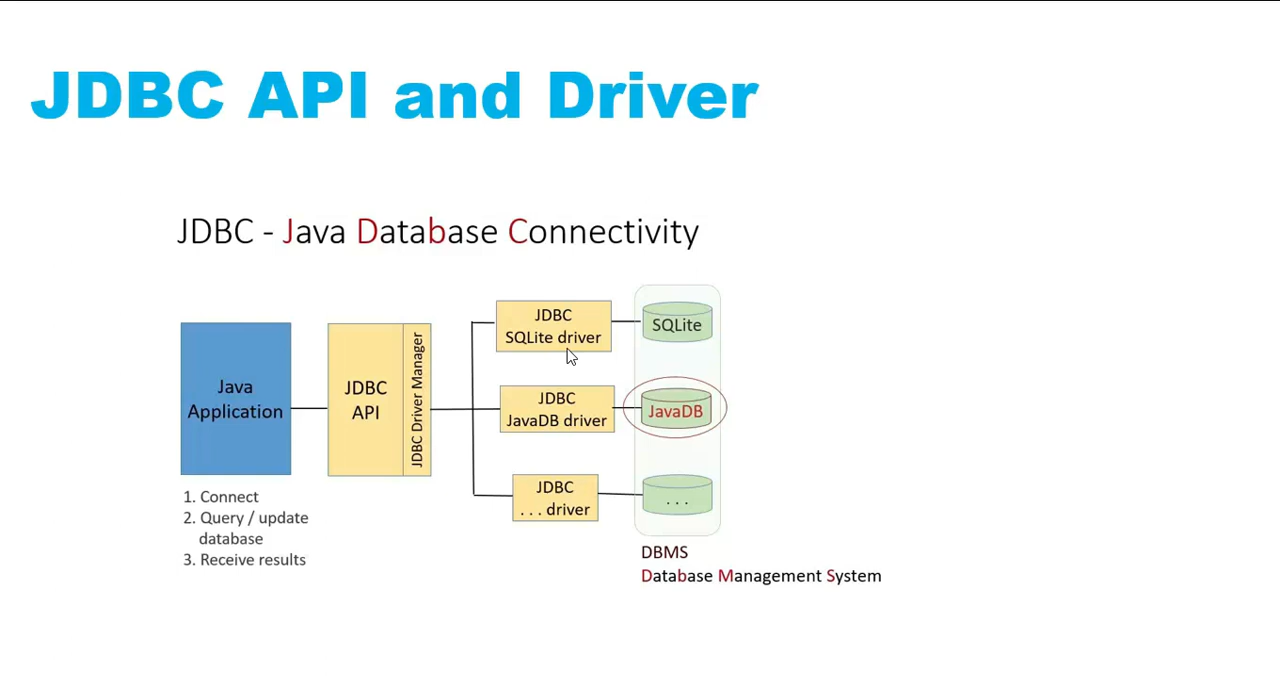 JDBC API and Driver
JDBC - Java Database Connectivity
Java
Application
JDBC
API
JDBC Driver Manager
JDBC
SQLite driver
SQLite
JDBC
JavaDB driver
JavaDB
JDBC
. . . driver
. . .
1. Connect
2. Query / update
database
3. Receive results
DBMS
Database Management System